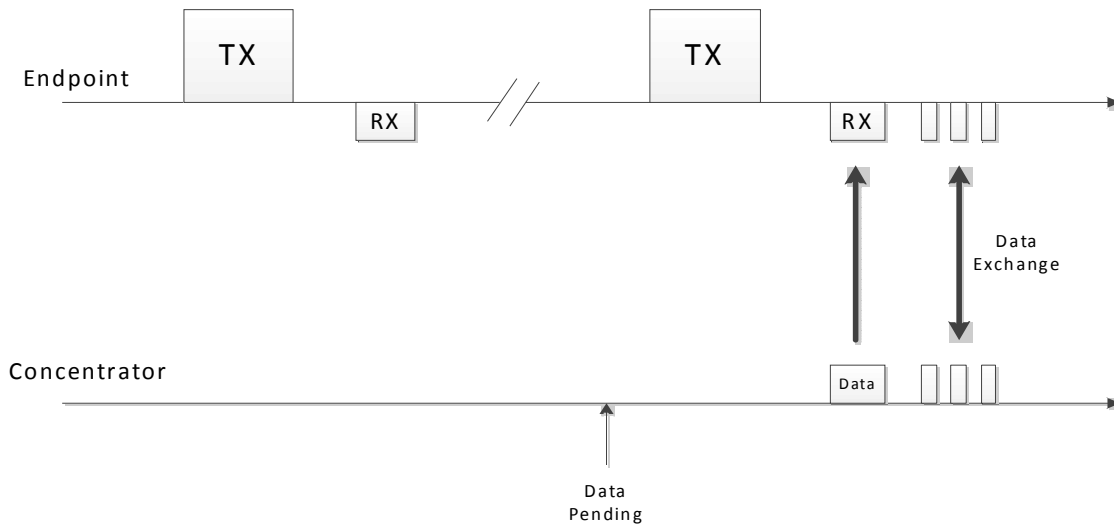 TX
TX
Endpoint
RX
RX
Data
Exchange
Concentrator
Data
Data
Pending